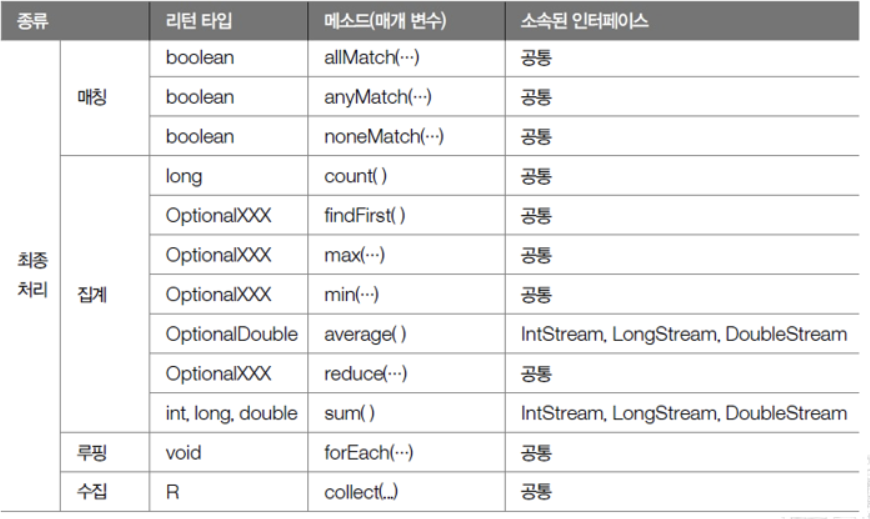 종류 리턴 타입 메소드(매개 변수) 소속된 인터페이스
최종
처리
매칭
boolean allMatch(…) 공통
boolean anyMatch(…) 공통
boolean noneMatch(…) 공통
집계
long count( ) 공통
OptionalXXX findFirst( ) 공통
OptionalXXX max(…) 공통
OptionalXXX min(…) 공통
OptionalDouble average( ) IntStream, LongStream, DoubleStream
OptionalXXX reduce(…) 공통
int, long, double sum( ) IntStream, LongStream, DoubleStream
루핑 void forEach(…) 공통
수집 R collect(...) 공통